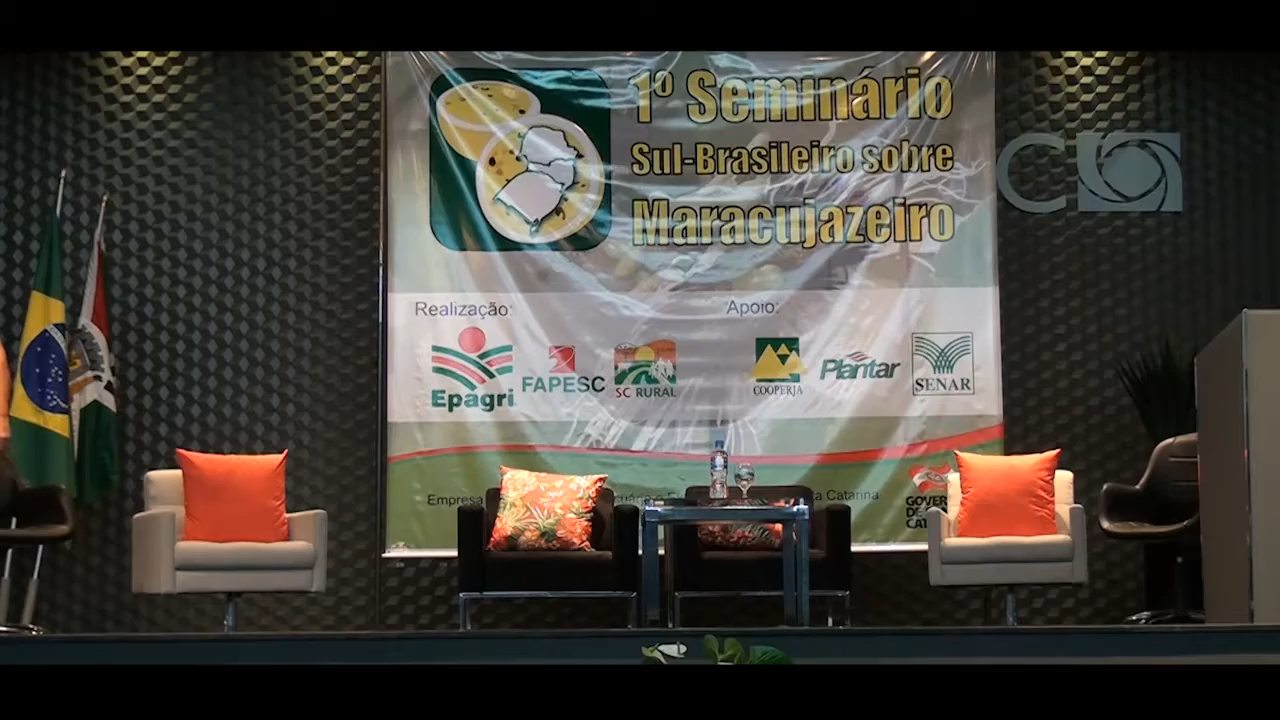 1º Seminário
Sul-Brasileiro sobre
Maracujazeiro
Realização:
Apoio:
Epagri
FAPESC
SC RURAL
COOPERJA
Plantar
SENAR
Empresa
Catarina
GOVER
DE
CAT